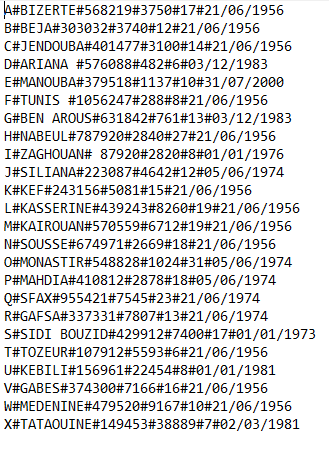 A#BIZERTE#568219#3750#17#21/06/1956
B#BEJA#303032#3740#12#21/06/1956
C#JENDOUBA#401477#3100#14#21/06/1956
D#ARIANA #576088#482#6#03/12/1983
E#MANOUBA#379518#1137#10#31/07/2000
F#TUNIS #1056247#288#8#21/06/1956
G#BEN AROUS#631842#761#13#03/12/1983
H#NABEUL#787920#2840#27#21/06/1956
I#ZAGHOUAN# 87920#2820#8#01/01/1976
J#SILIANA#223087#4642#12#05/06/1974
K#KEF#243156#5081#15#21/06/1956
L#KASSERINE#439243#8260#19#21/06/1956
M#KAIROUAN#570559#6712#19#21/06/1956
N#SOUSSE#674971#2669#18#21/06/1956
O#MONASTIR#548828#1024#31#05/06/1974
P#MAHDIA#410812#2878#18#05/06/1974
Q#SFAX#955421#7545#23#21/06/1974
R#GAFSA#337331#7807#13#21/06/1974
S#SIDI BOUZID#429912#7400#17#01/01/1973
T#TOZEUR#107912#5593#6#21/06/1956
U#KEBILI#156961#22454#8#01/01/1981
V#GABES#374300#7166#16#21/06/1956
W#MEDENINE#479520#9167#10#21/06/1956
X#TATAOUINE#149453#38889#7#02/03/1981